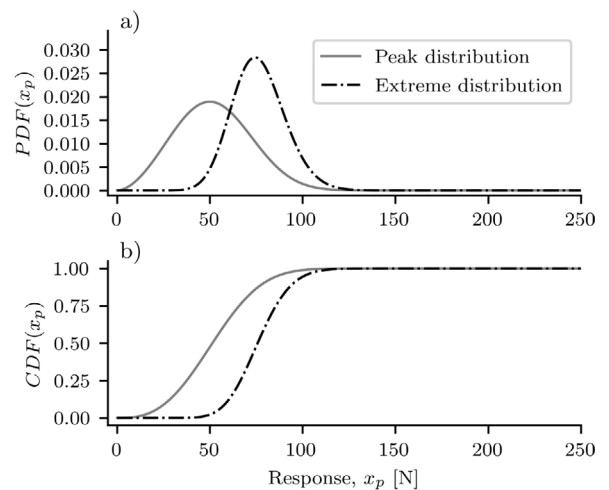 a)
PDF(x_p)
0.030
0.025
0.020
0.015
0.010
0.005
0.000
Peak distribution
Extreme distribution
0 50 100 150 200 250
b)
CDF(x_p)
1.00
0.75
0.50
0.25
0.00
0 50 100 150 200 250
Response, x_p [N]